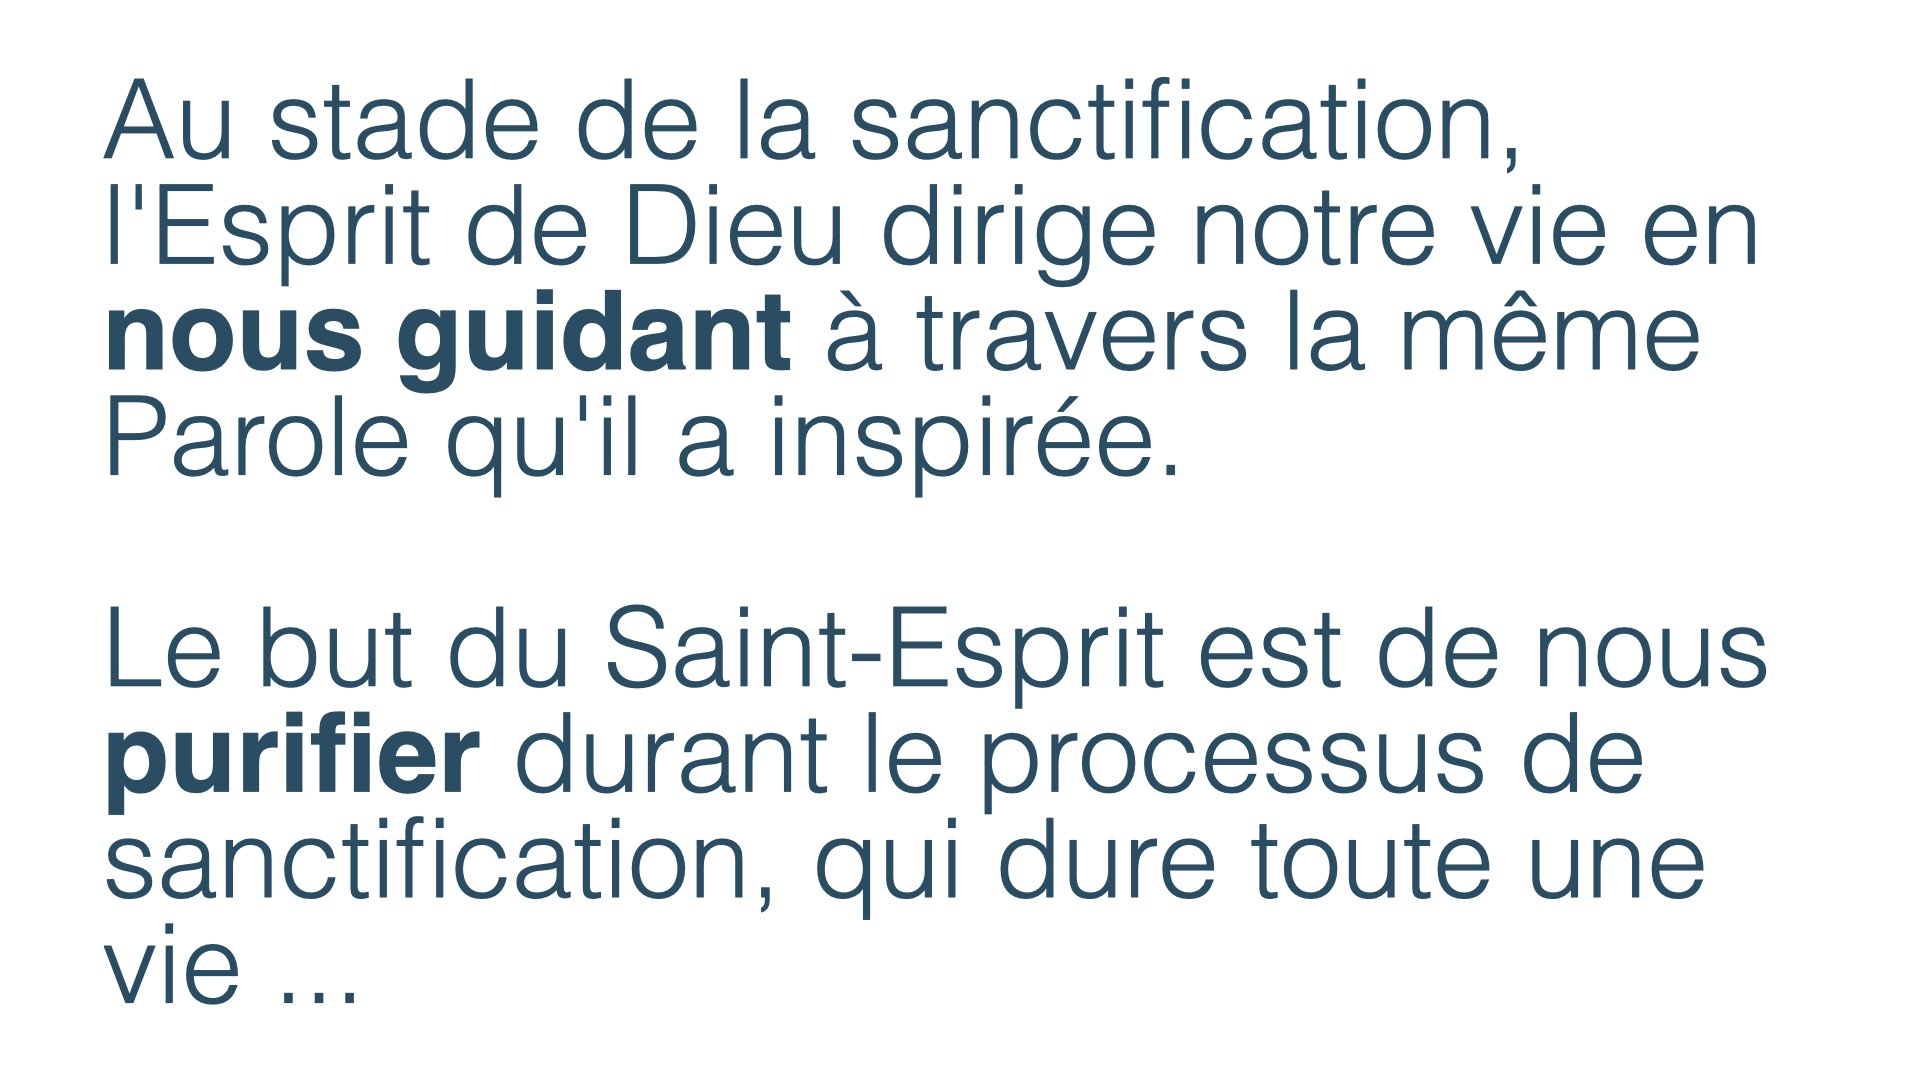 Au stade de la sanctification,
l'Esprit de Dieu dirige notre vie en
nous guidant à travers la même
Parole qu'il a inspirée.
Le but du Saint-Esprit est de nous
purifier durant le processus de
sanctification, qui dure toute une
vie ...